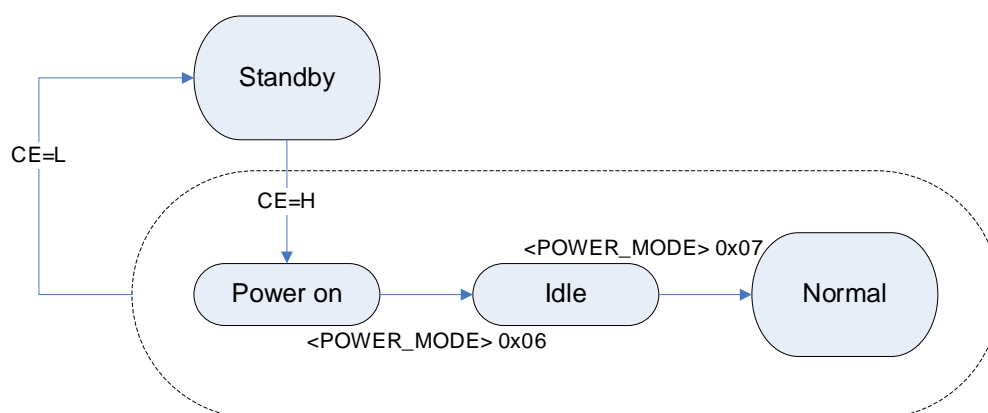 Standby
CE=L
CE=H
<POWER_MODE> 0x07
Power on
Idle
Normal
<POWER_MODE> 0x06